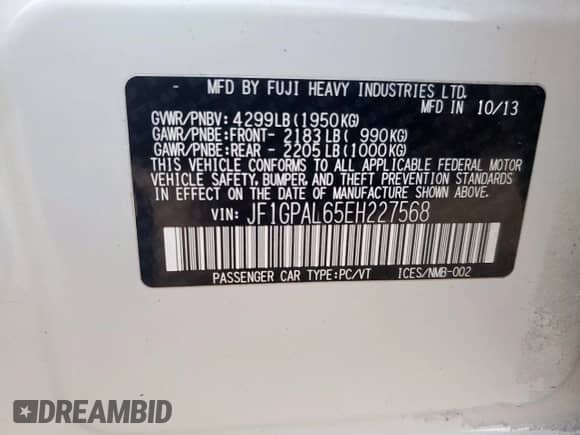 MFD BY FUJI HEAVY INDUSTRIES LTD.
MFD IN 10/13
GVWR/PNBV: 4299LB(1950KG)
GAWR/PNBE:FRONT- 2183LB( 990KG)
GAWR/PNBE:REAR - 2205LB(1000KG)
THIS VEHICLE CONFORMS TO ALL APPLICABLE FEDERAL MOTOR
VEHICLE SAFETY, BUMPER, AND THEFT PREVENTION STANDARDS
IN EFFECT ON THE DATE OF MANUFACTURE SHOWN ABOVE.
VIN: JF1GPAL65EH227568
PASSENGER CAR TYPE:PC/VT ICES/NMB-002
DREAMBID